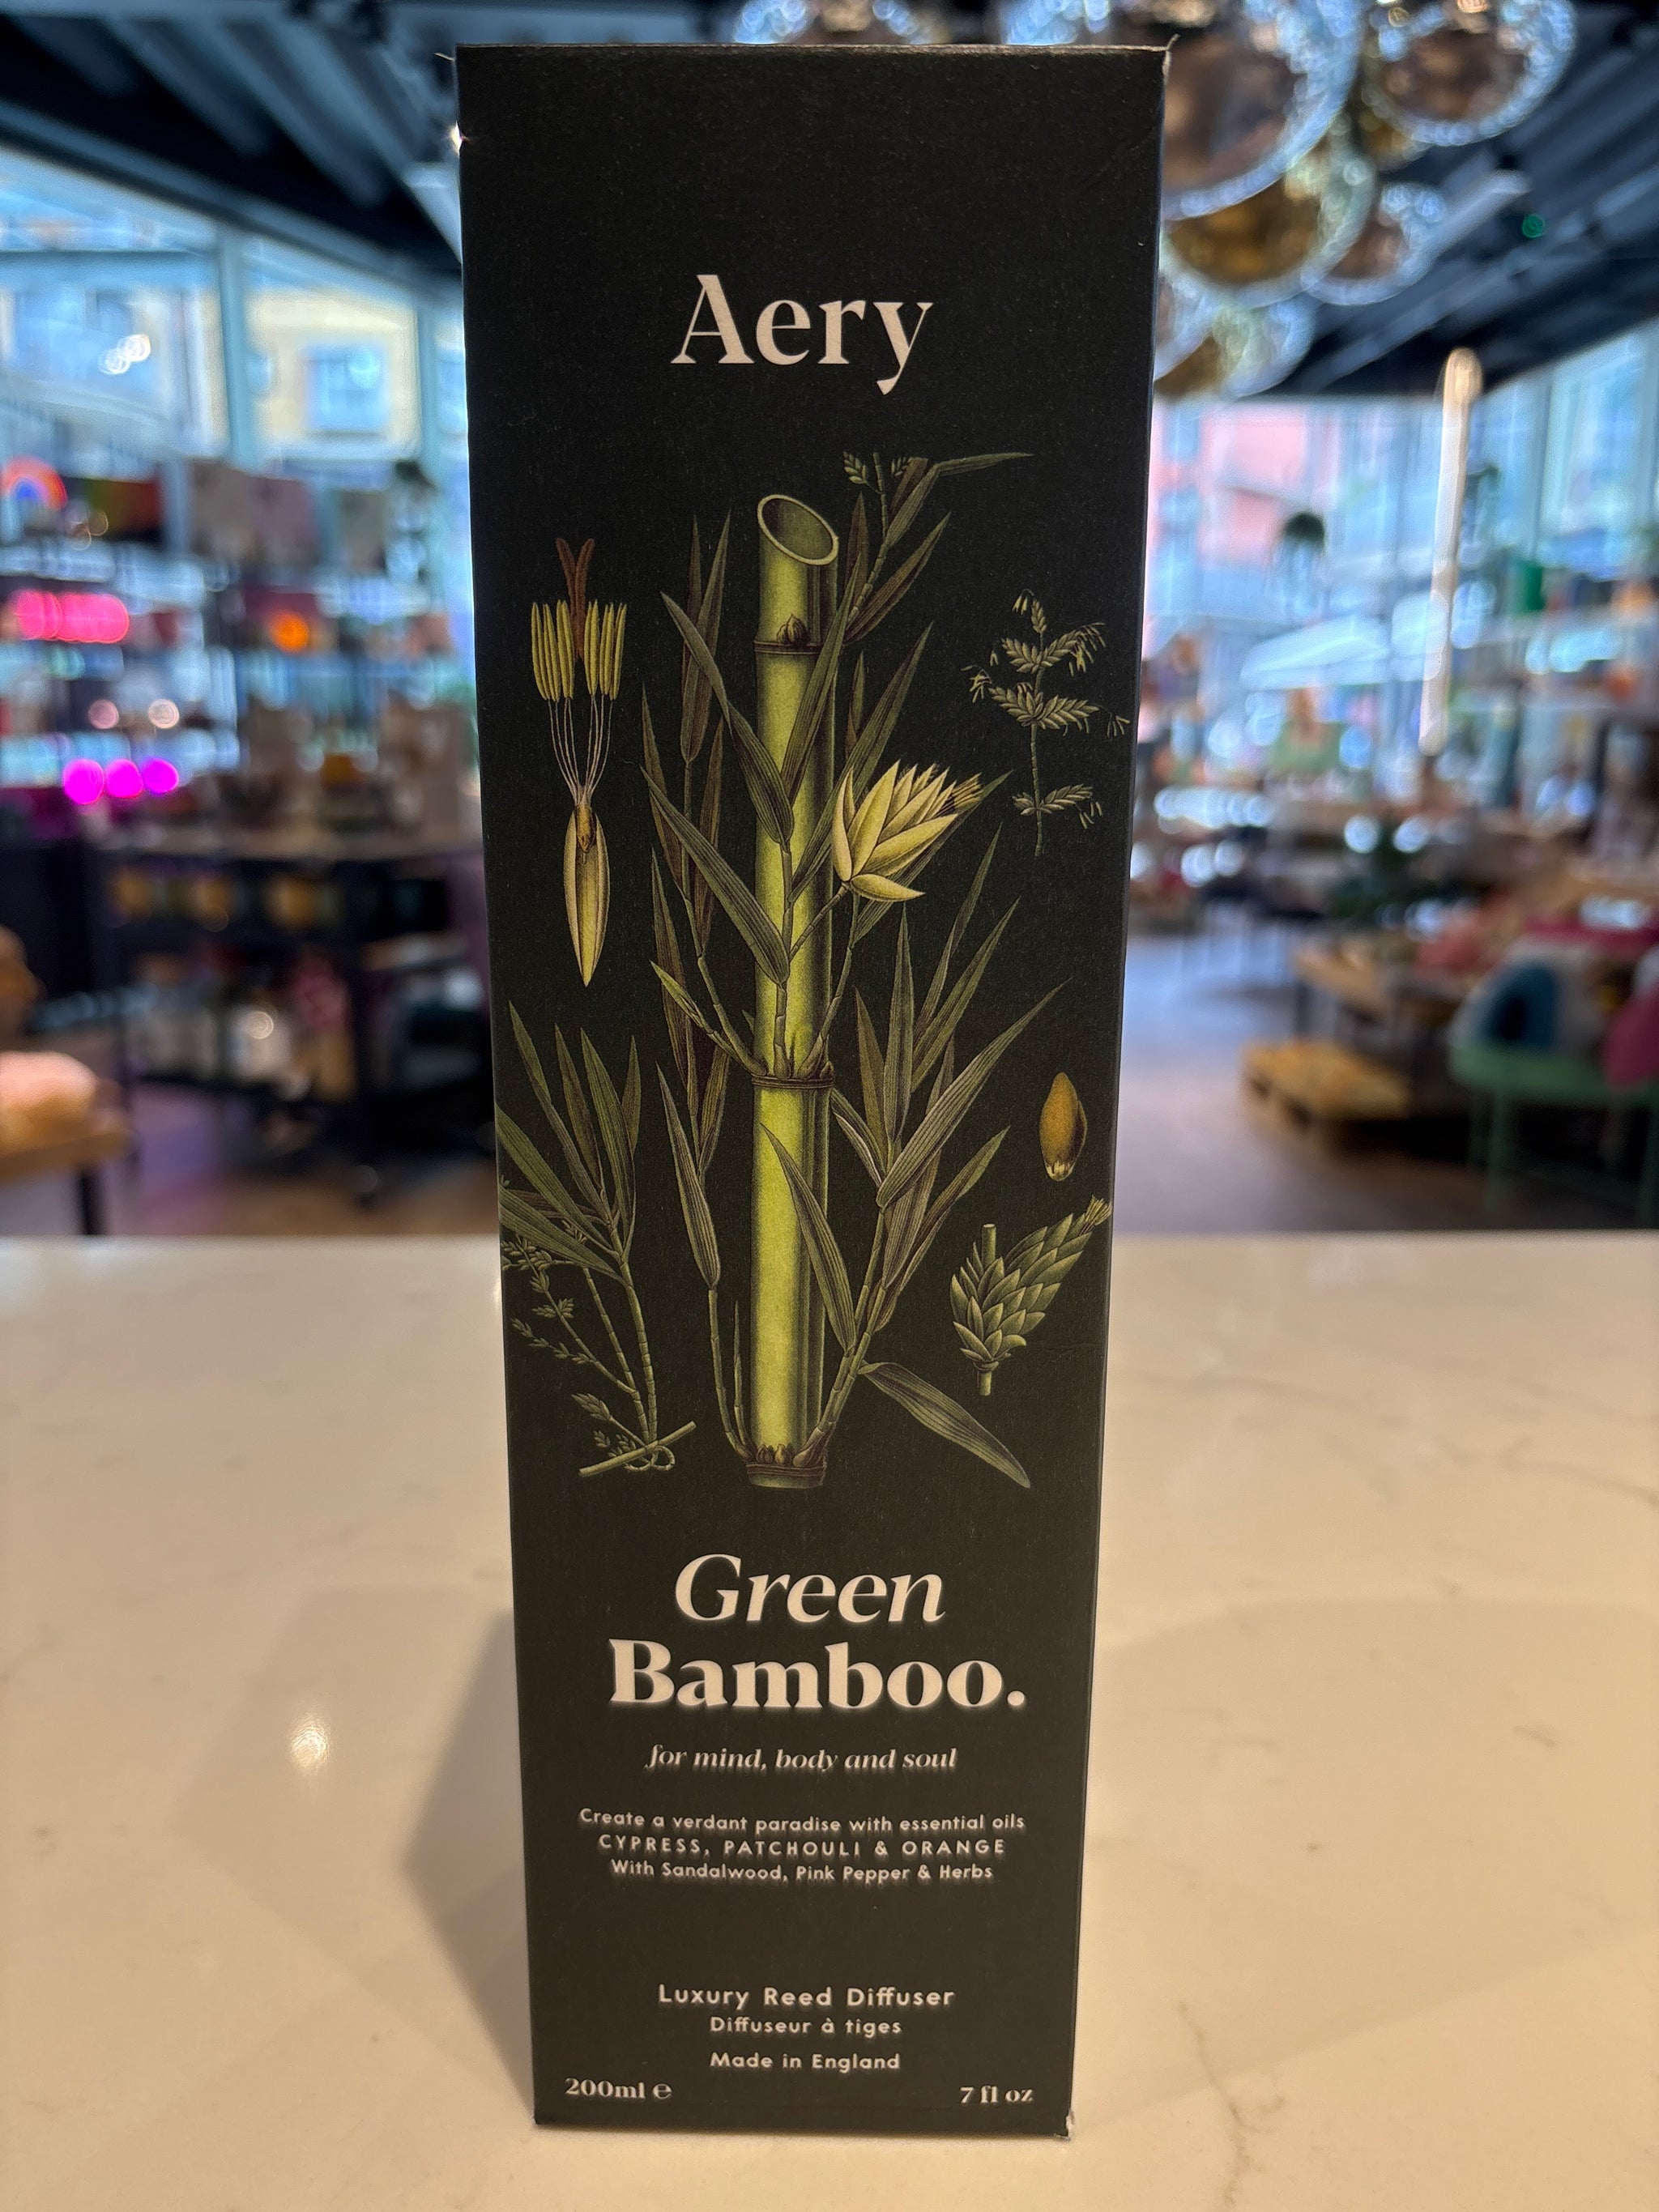 Aery
Green
Bamboo.
for mind, body and soul
Create a verdant paradise with essential oils
CYPRESS, PATCHOULI & ORANGE
With Sandalwood, Pink Pepper & Herbs
Luxury Reed Diffuser
Diffuseur à tiges
Made in England
200ml ℮ 7 fl oz